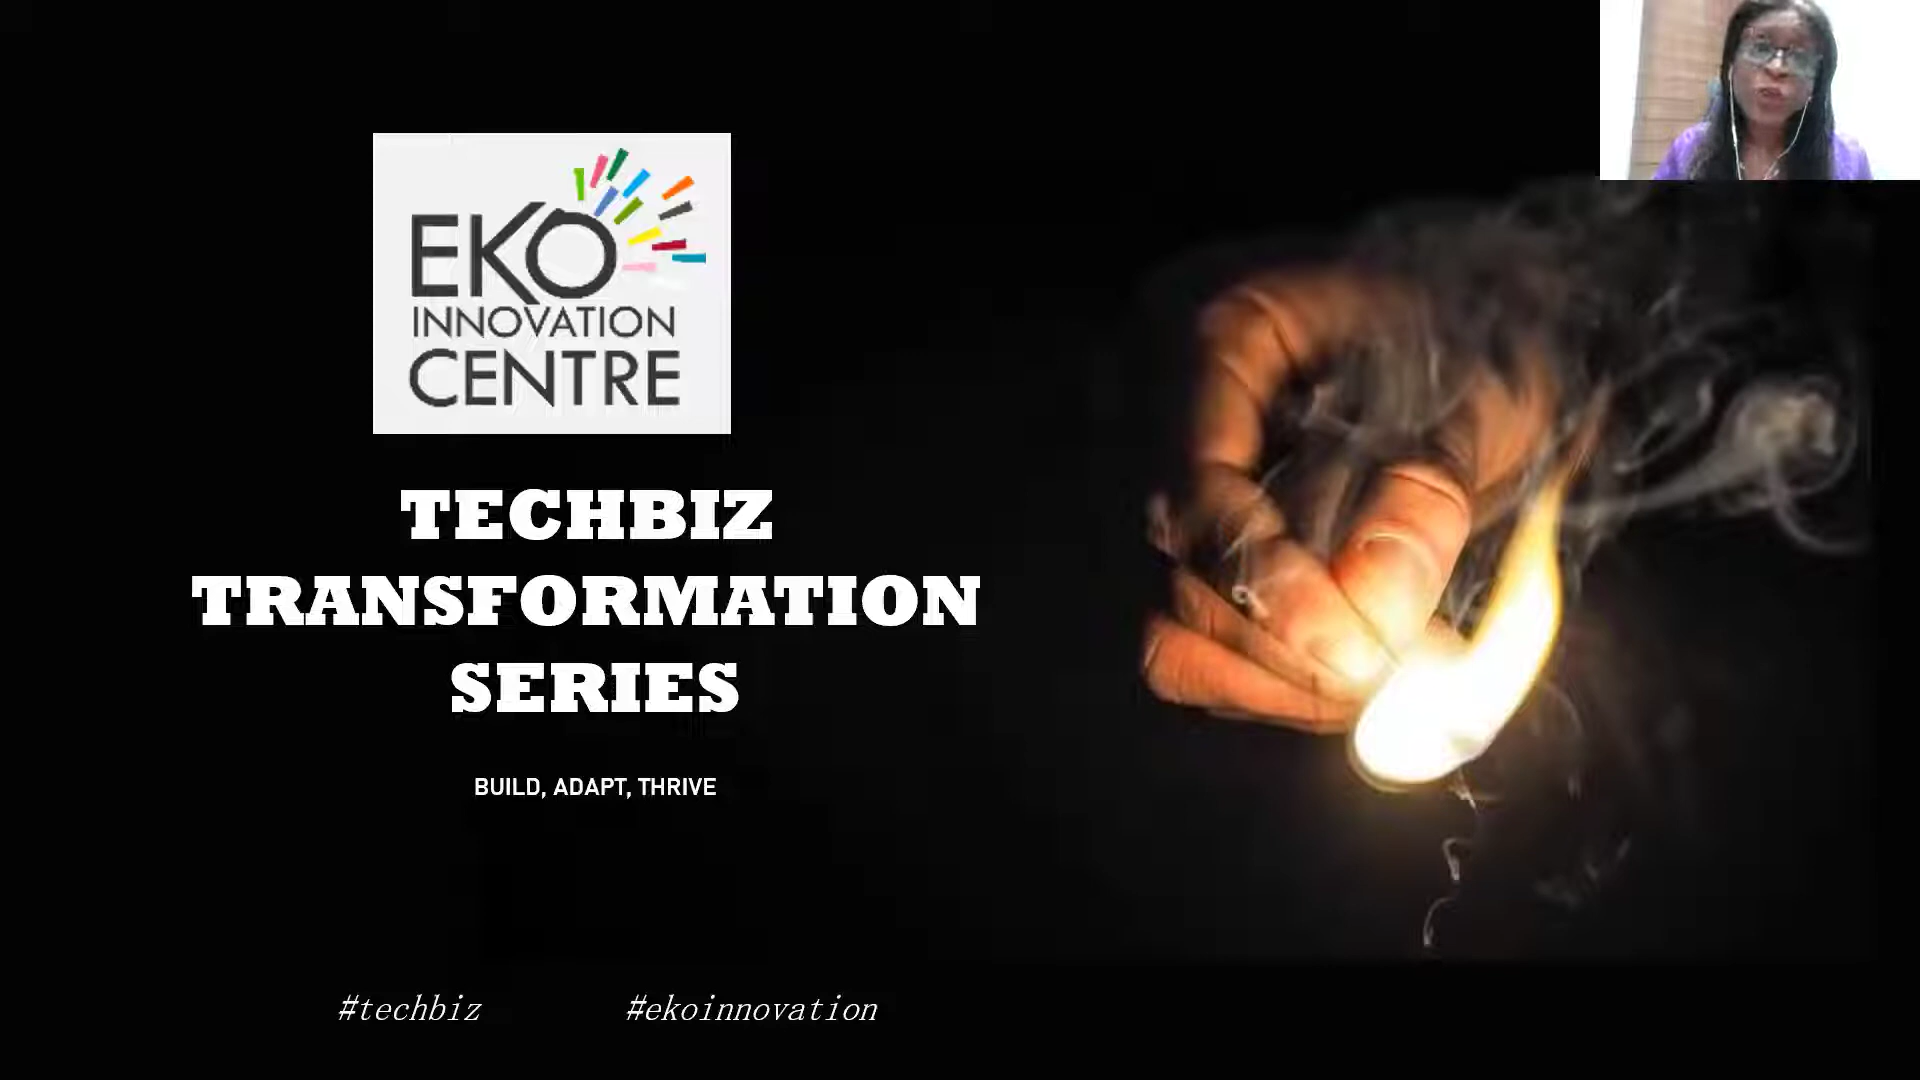 EKO
INNOVATION
CENTRE
TECHBIZ
TRANSFORMATION
SERIES
BUILD, ADAPT, THRIVE
#techbiz #ekoinnovation